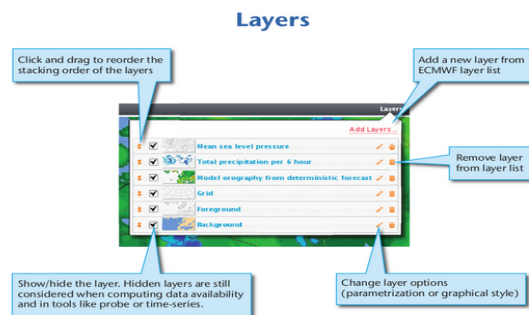 Layers
Click and drag to reorder the
stacking order of the layers
Add a new layer from
ECMWF layer list
Layers
Add Layers...
Mean sea level pressure
Total precipitation per 6 hour
Model orography from deterministic forecast
Grid
Foreground
Background
Remove layer
from layer list
Show/hide the layer. Hidden layers are still
considered when computing data availability
and in tools like probe or time-series.
Change layer options
(parametrization or graphical style)